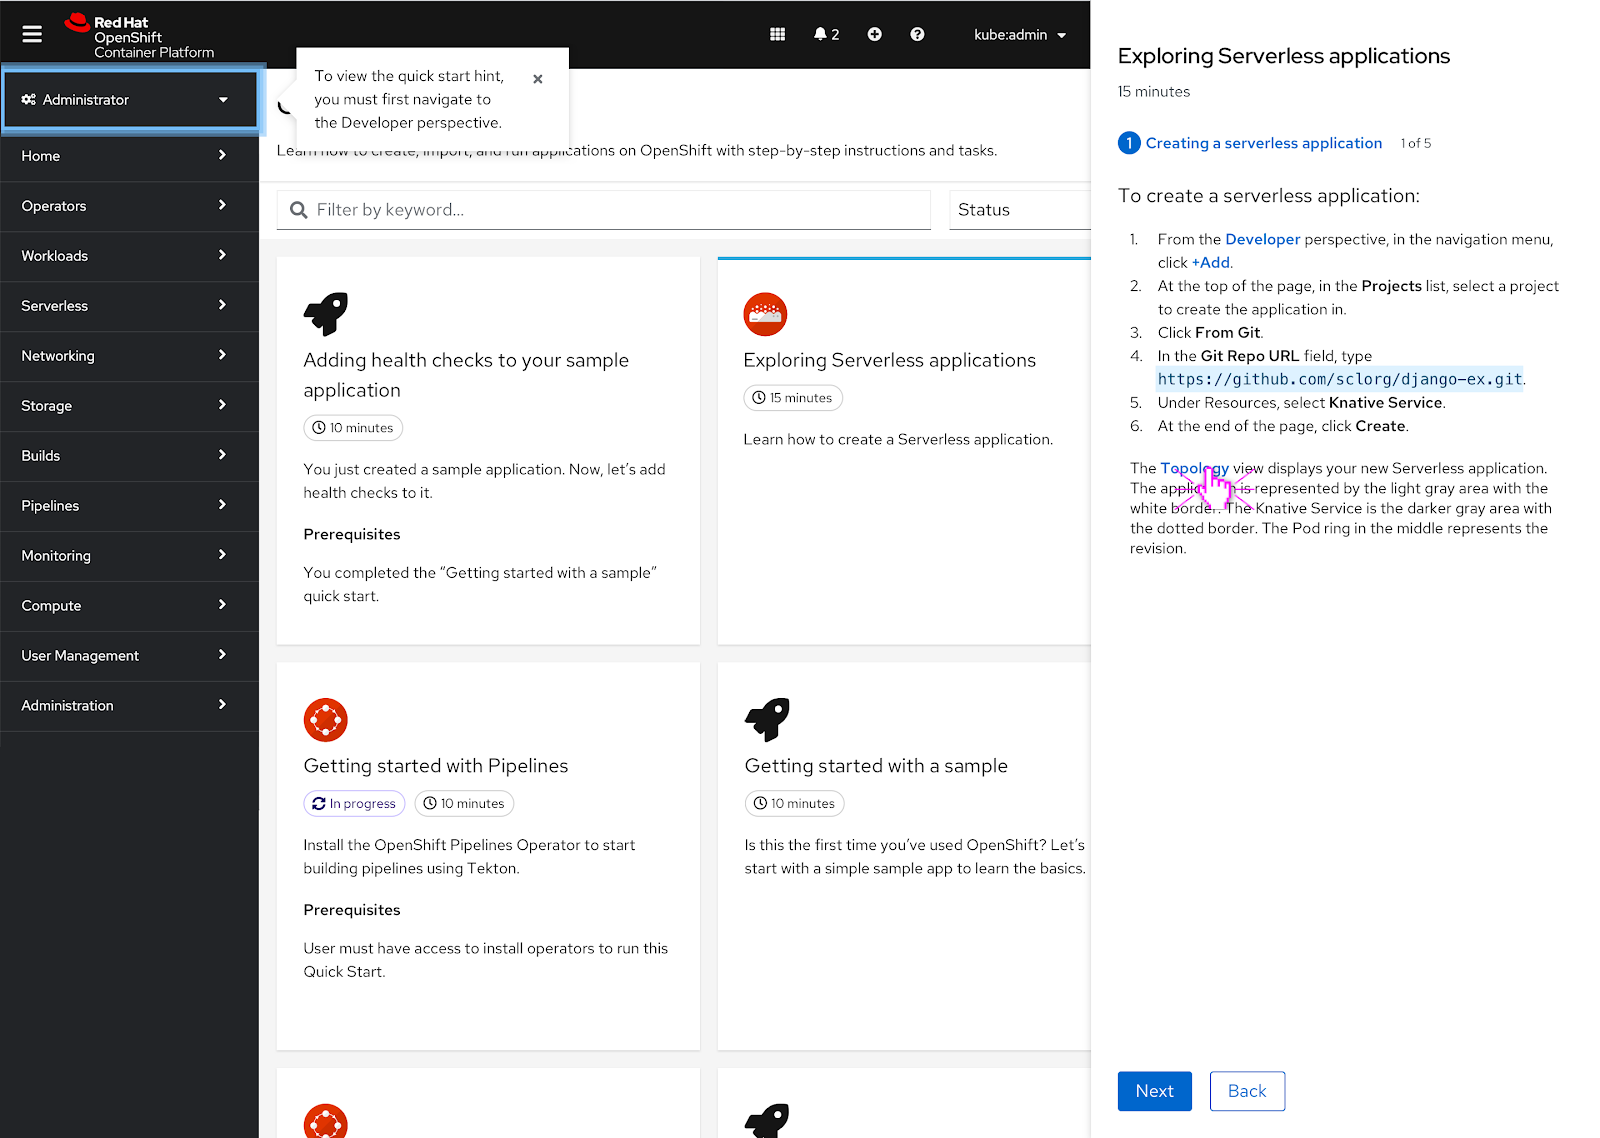 Red Hat
OpenShift
Container Platform
2
kube:admin
Administrator
Home
Operators
Workloads
Serverless
Networking
Storage
Builds
Pipelines
Monitoring
Compute
User Management
Administration
To view the quick start hint,
you must first navigate to
the Developer perspective.
Learn how to create, import, and run applications on OpenShift with step-by-step instructions and tasks.
Filter by keyword...
Status
Adding health checks to your sample
application
10 minutes
You just created a sample application. Now, let’s add
health checks to it.
Prerequisites
You completed the “Getting started with a sample”
quick start.
Exploring Serverless applications
15 minutes
Learn how to create a Serverless application.
Getting started with Pipelines
In progress
10 minutes
Install the OpenShift Pipelines Operator to start
building pipelines using Tekton.
Prerequisites
User must have access to install operators to run this
Quick Start.
Getting started with a sample
10 minutes
Is this the first time you’ve used OpenShift? Let’s
start with a simple sample app to learn the basics.
Exploring Serverless applications
15 minutes
1 Creating a serverless application 1 of 5
To create a serverless application:
1. From the Developer perspective, in the navigation menu,
click +Add.
2. At the top of the page, in the Projects list, select a project
to create the application in.
3. Click From Git.
4. In the Git Repo URL field, type
https://github.com/sclorg/django-ex.git.
5. Under Resources, select Knative Service.
6. At the end of the page, click Create.
The Topology view displays your new Serverless application.
The represented by the light gray area with the
white border. The Knative Service is the darker gray area with
the dotted border. The Pod ring in the middle represents the
revision.
Next
Back